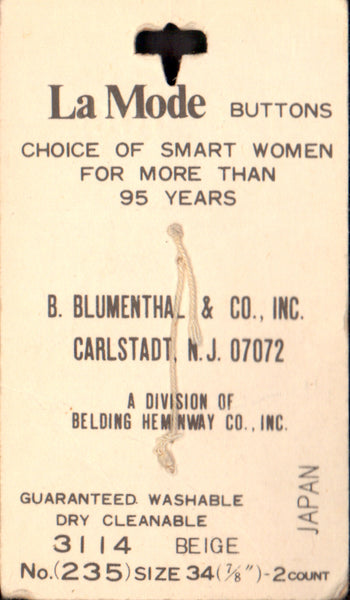 La Mode BUTTONS
CHOICE OF SMART WOMEN
FOR MORE THAN
95 YEARS
B. BLUMENTHAL & CO., INC.
CARLSTADT, N.J. 07072
A DIVISION OF
BELDING HEMINWAY CO., INC.
JAPAN
GUARANTEED WASHABLE
DRY CLEANABLE
3114 BEIGE
No.(235) SIZE 34(7/8") - 2 COUNT